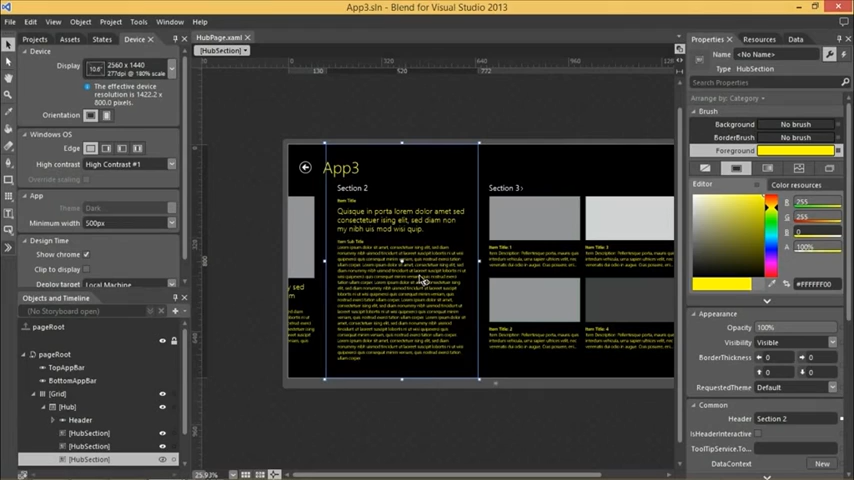 App3.sln - Blend for Visual Studio 2013
File Edit View Object Project Tools Window Help
Projects Assets States Device
HubPage.xaml
[HubSection]
Device
Display
10.6"
2560 x 1440
277dpi @ 180% scale
The effective device
resolution is 1422.2 x
800.0 pixels.
Orientation
Windows OS
Edge
High contrast High Contrast #1
Override scaling
App
Theme Dark
Minimum width 500px
Design Time
Show chrome
Clip to display
Deploy target Local Machine
Objects and Timeline
(No Storyboard open)
pageRoot
pageRoot
TopAppBar
BottomAppBar
[Grid]
[Hub]
Header
[HubSection]
[HubSection]
[HubSection]
App3
Section 2
Item Title
Quisque in porta lorem dolor amet sed
consectetuer ising elit, sed diam non
my nibh uis mod wisi quip.
Item Sub Title
Section 3
Item Title: 1
Item Title: 3
Item Title: 2
Item Title: 4
25.93%
Properties Resources Data
Name <No Name>
Type HubSection
Search Properties
Arrange by: Category
Brush
Background No brush
BorderBrush No brush
Foreground
Editor Color resources
R 255
G 255
B 0
A 100%
#FFFFFF00
Appearance
Opacity 100%
Visibility Visible
BorderThickness 0 0
0 0
RequestedTheme Default
Common
Header Section 2
IsHeaderInteractive
ToolTipService.To...
DataContext New